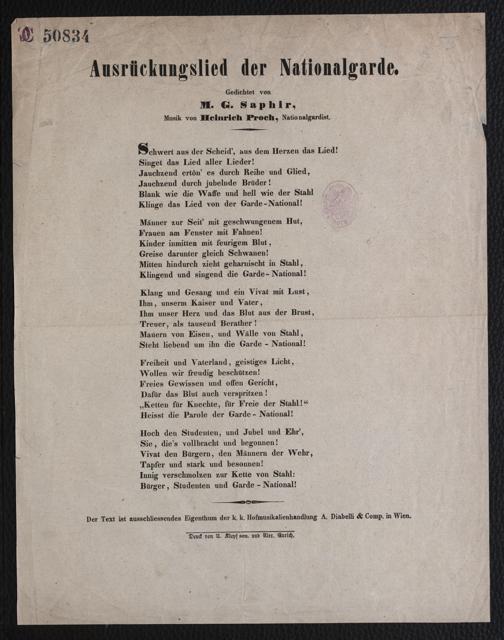 50834
Ausrückungslied der Nationalgarde.
Gedichtet von
M. G. Saphir,
Musik von Heinrich Proch, Nationalgardist.
Schwert aus der Scheid', aus dem Herzen das Lied!
Singet das Lied aller Lieder!
Jauchzend ertön' es durch Reihe und Glied,
Jauchzend durch jubelnde Brüder!
Blank wie die Waffe und hell wie der Stahl
Klinge das Lied von der Garde-National!
Männer zur Seit' mit geschwungenem Hut,
Frauen am Fenster mit Fahnen!
Kinder inmitten mit feurigem Blut,
Greise darunter gleich Schwanen!
Mitten hindurch zieht geharnischt in Stahl,
Klingend und singend die Garde-National!
Klang und Gesang und ein Vivat mit Lust,
Ihm, unserm Kaiser und Vater,
Ihm unser Herz und das Blut aus der Brust,
Treuer, als tausend Berather!
Mauern von Eisen, und Wälle von Stahl,
Steht liebend um ihn die Garde-National!
Freiheit und Vaterland, geistiges Licht,
Wollen wir freudig beschützen!
Freies Gewissen und offen Gericht,
Dafür das Blut auch verspritzen!
„Ketten für Knechte, für Freie der Stahl!"
Heisst die Parole der Garde-National!
Hoch den Studenten, und Jubel und Ehr',
Sie, die's vollbracht und begonnen!
Vivat den Bürgern, den Männern der Wehr,
Tapfer und stark und besonnen!
Innig verschmolzen zur Kette von Stahl:
Bürger, Studenten und Garde-National!
Der Text ist ausschliessendes Eigenthum der k. k. Hofmusikalienhandlung A. Diabelli & Comp. in Wien.
Druck von U. Klopf sen. und Alex. Eurich.